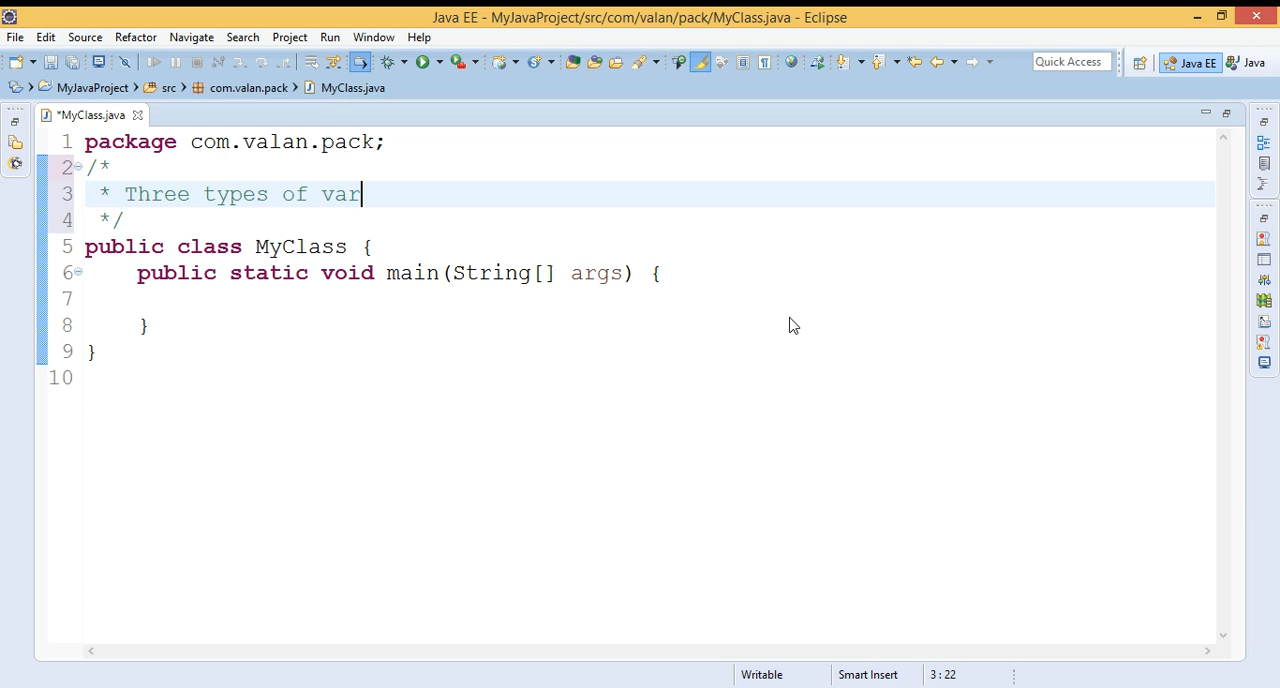 Java EE - MyJavaProject/src/com/valan/pack/MyClass.java - Eclipse
File Edit Source Refactor Navigate Search Project Run Window Help
Quick Access Java EE Java
MyJavaProject src com.valan.pack MyClass.java
*MyClass.java
1 package com.valan.pack;
2 /*
3 * Three types of var
4 */
5 public class MyClass {
6 public static void main(String[] args) {
7
8 }
9 }
10
Writable Smart Insert 3 : 22